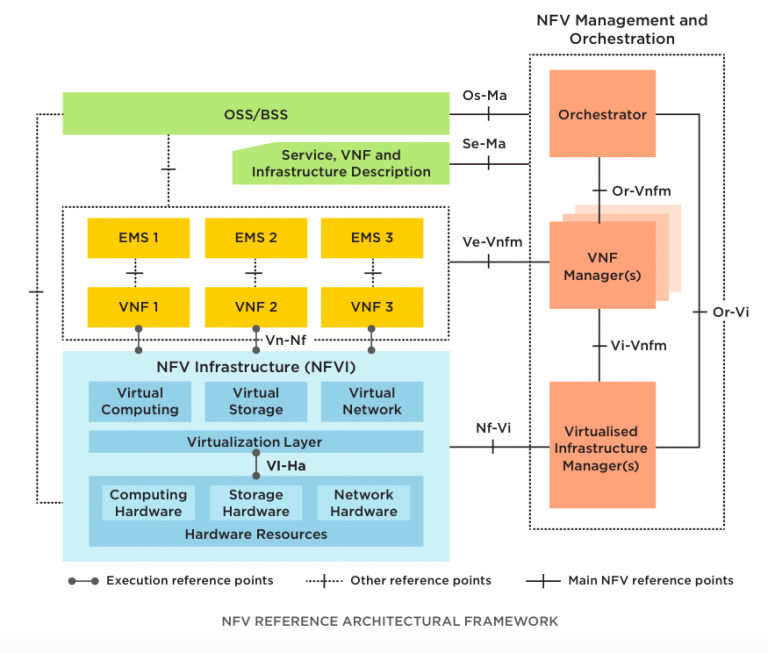 NFV Management and
Orchestration
Os-Ma
OSS/BSS
Orchestrator
Se-Ma
Service, VNF and
Infrastructure Description
Or-Vnfm
EMS 1
EMS 2
EMS 3
Ve-Vnfm
VNF
Manager(s)
VNF 1
VNF 2
VNF 3
Or-Vi
Vn-Nf
Vi-Vnfm
NFV Infrastructure (NFVI)
Virtual
Computing
Virtual
Storage
Virtual
Network
Nf-Vi
Virtualised
Infrastructure
Manager(s)
Virtualization Layer
VI-Ha
Computing
Hardware
Storage
Hardware
Network
Hardware
Hardware Resources
Execution reference points
Other reference points
Main NFV reference points
NFV REFERENCE ARCHITECTURAL FRAMEWORK